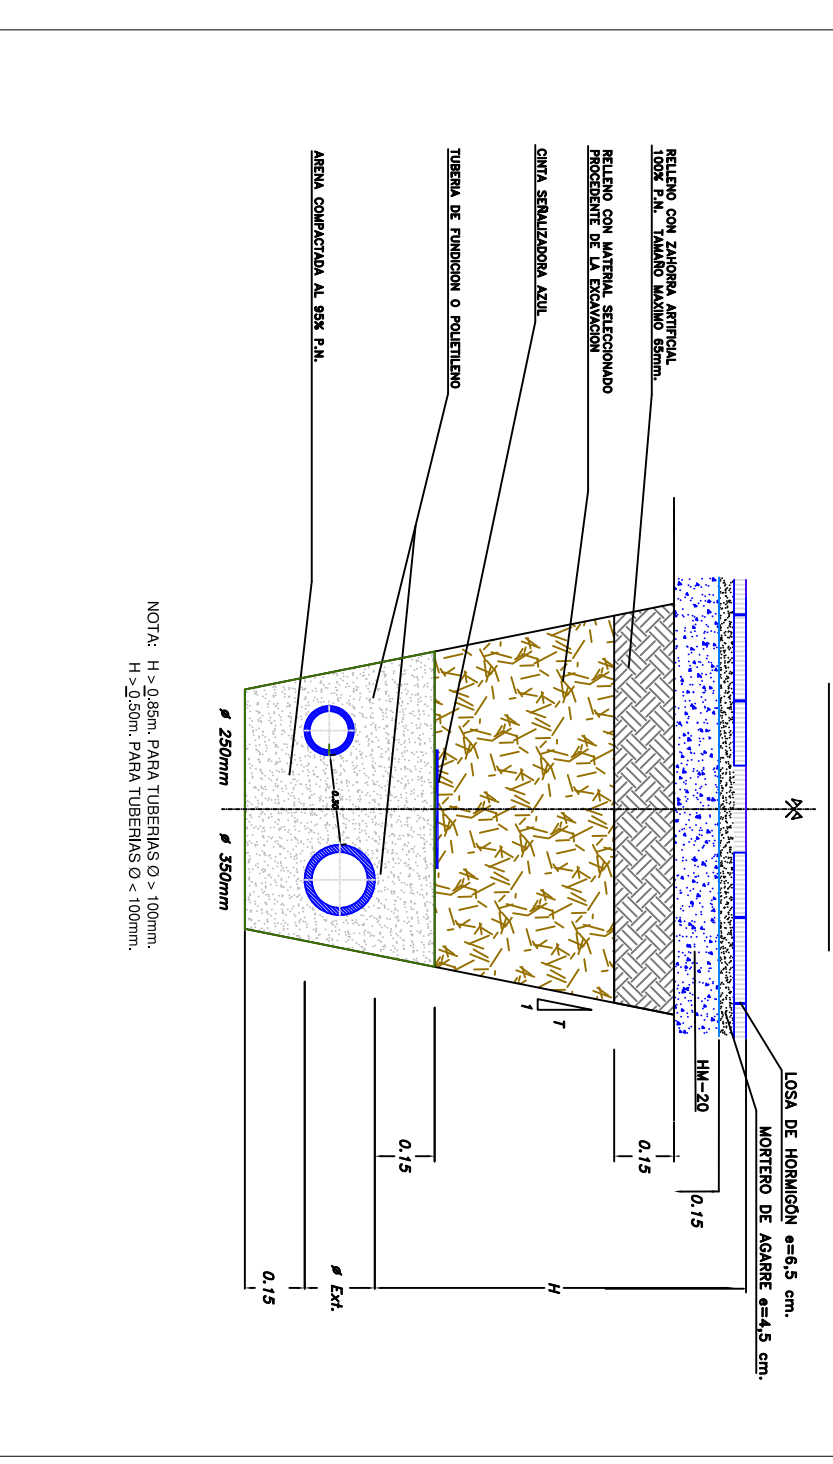 LOSA DE HORMIGÓN e=6,5 cm.
MORTERO DE AGARRE e=4,5 cm.
HM-20
RELLENO CON ZAHORRA ARTIFICIAL
100% P.N. TAMAÑO MAXIMO 65mm.
RELLENO CON MATERIAL SELECCIONADO
PROCEDENTE DE LA EXCAVACION
CINTA SEÑALIZADORA AZUL
TUBERIA DE FUNDICION O POLIETILENO
ARENA COMPACTADA AL 95% P.N.
0.15
0.15
T
1
H
0.15
Ø Ext.
0.15
0.30
Ø 250mm Ø 350mm
NOTA: H > 0.85m. PARA TUBERIAS Ø > 100mm.
H > 0.50m. PARA TUBERIAS Ø < 100mm.